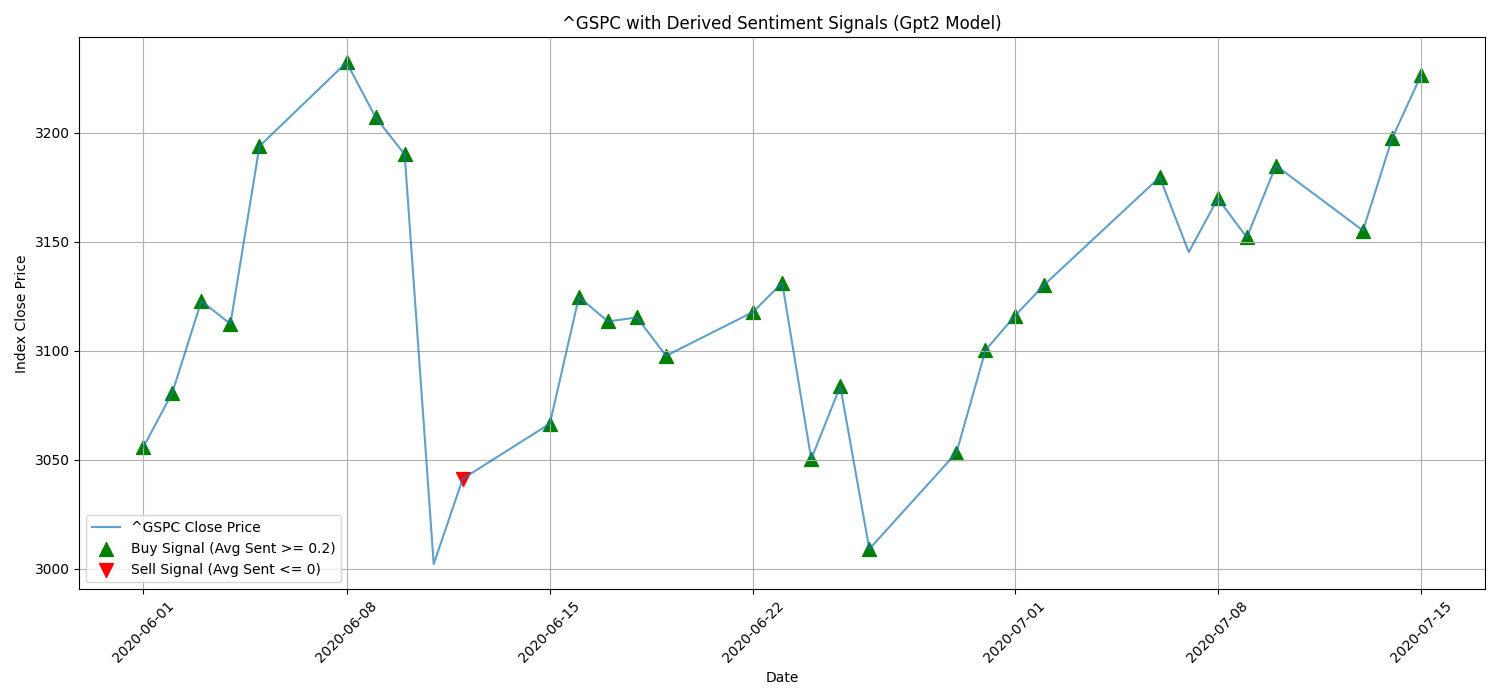 ^GSPC with Derived Sentiment Signals (Gpt2 Model)
Index Close Price
3200
3150
3100
3050
3000
^GSPC Close Price
Buy Signal (Avg Sent >= 0.2)
Sell Signal (Avg Sent <= 0)
2020-06-01
2020-06-08
2020-06-15
2020-06-22
2020-07-01
2020-07-08
2020-07-15
Date